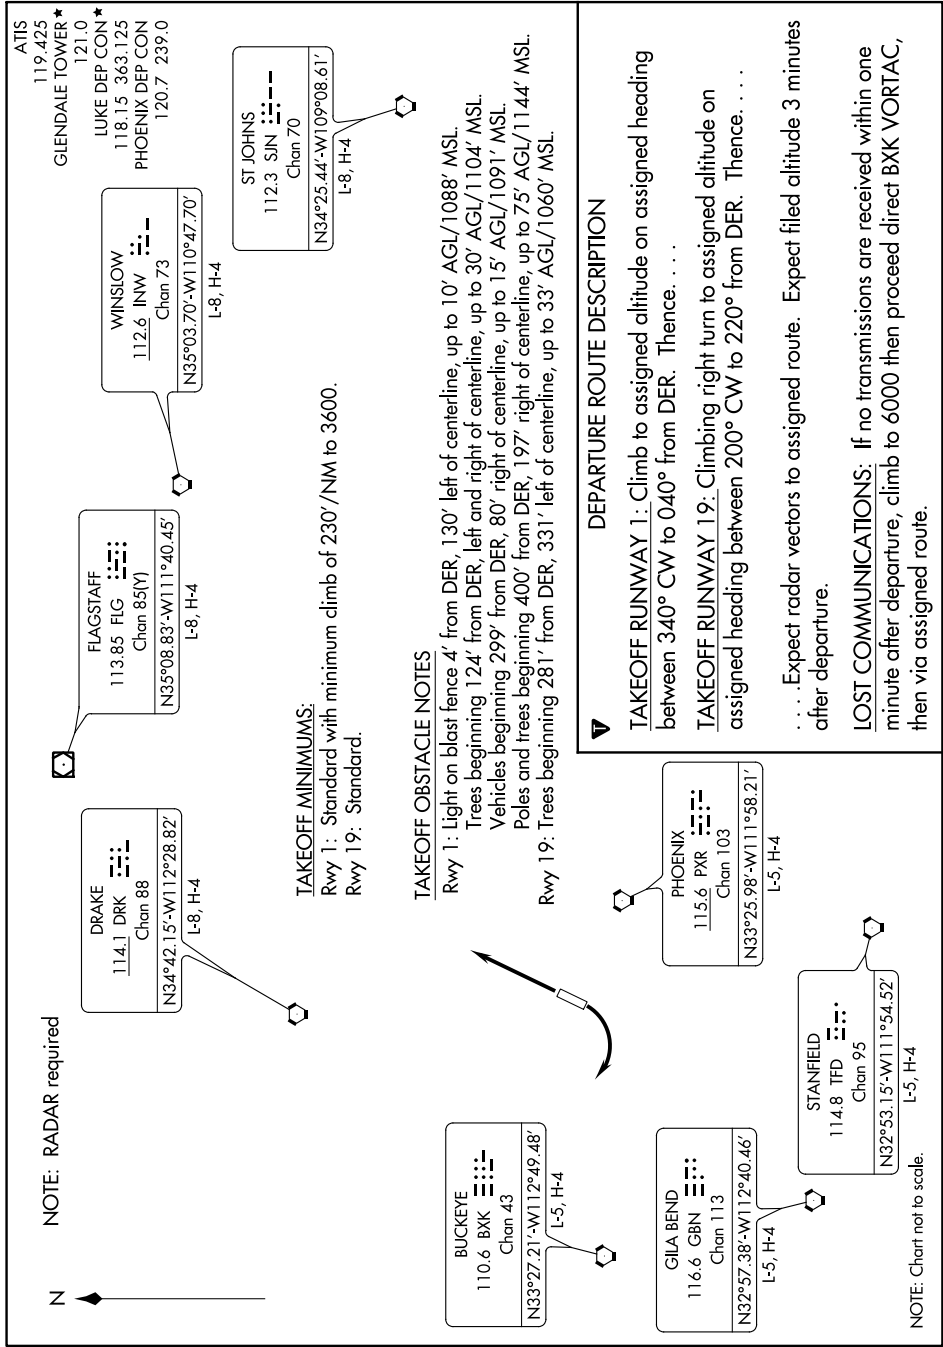 NOTE: RADAR required
N
ATIS
119.425
GLENDALE TOWER★
121.0
LUKE DEP CON★
118.15 363.125
PHOENIX DEP CON
120.7 239.0
DRAKE
114.1 DRK
Chan 88
N34°42.15′-W112°28.82′
L-8, H-4
FLAGSTAFF
113.85 FLG
Chan 85(Y)
N35°08.83′-W111°40.45′
L-8, H-4
WINSLOW
112.6 INW
Chan 73
N35°03.70′-W110°47.70′
L-8, H-4
ST JOHNS
112.3 SJN
Chan 70
N34°25.44′-W109°08.61′
L-8, H-4
TAKEOFF MINIMUMS:
Rwy 1: Standard with minimum climb of 230′/NM to 3600.
Rwy 19: Standard.
TAKEOFF OBSTACLE NOTES
Rwy 1: Light on blast fence 4′ from DER, 130′ left of centerline, up to 10′ AGL/1088′ MSL.
Trees beginning 124′ from DER, left and right of centerline, up to 30′ AGL/1104′ MSL.
Vehicles beginning 299′ from DER, 80′ right of centerline, up to 15′ AGL/1091′ MSL.
Poles and trees beginning 400′ from DER, 197′ right of centerline, up to 75′ AGL/1144′ MSL.
Rwy 19: Trees beginning 281′ from DER, 331′ left of centerline, up to 33′ AGL/1060′ MSL.
BUCKEYE
110.6 BXK
Chan 43
N33°27.21′-W112°49.48′
L-5, H-4
GILA BEND
116.6 GBN
Chan 113
N32°57.38′-W112°40.46′
L-5, H-4
PHOENIX
115.6 PXR
Chan 103
N33°25.98′-W111°58.21′
L-5, H-4
STANFIELD
114.8 TFD
Chan 95
N32°53.15′-W111°54.52′
L-5, H-4
NOTE: Chart not to scale.
T
DEPARTURE ROUTE DESCRIPTION
TAKEOFF RUNWAY 1: Climb to assigned altitude on assigned heading
between 340° CW to 040° from DER. Thence. . . .
TAKEOFF RUNWAY 19: Climbing right turn to assigned altitude on
assigned heading between 200° CW to 220° from DER. Thence. . . .
. . . .Expect radar vectors to assigned route. Expect filed altitude 3 minutes
after departure.
LOST COMMUNICATIONS: If no transmissions are received within one
minute after departure, climb to 6000 then proceed direct BXK VORTAC,
then via assigned route.